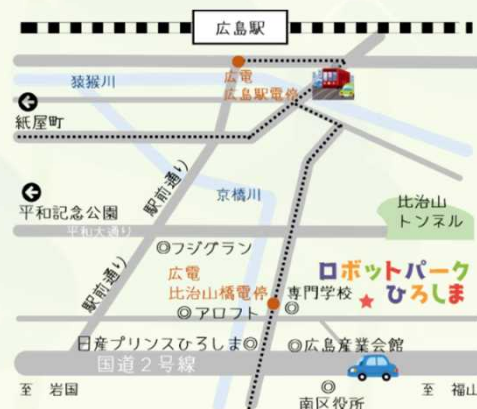 広島駅
猿猴川
広電
広島駅電停
紙屋町
駅前通り
京橋川
平和記念公園
平和大通り
比治山
トンネル
◎フジグラン
ロボットパーク
ひろしま
広電
比治山橋電停
専門学校
◎
駅前通り
◎アロフト
日産プリンスひろしま◎
◎広島産業会館
国道2号線
至 岩国
◎
南区役所
至 福山